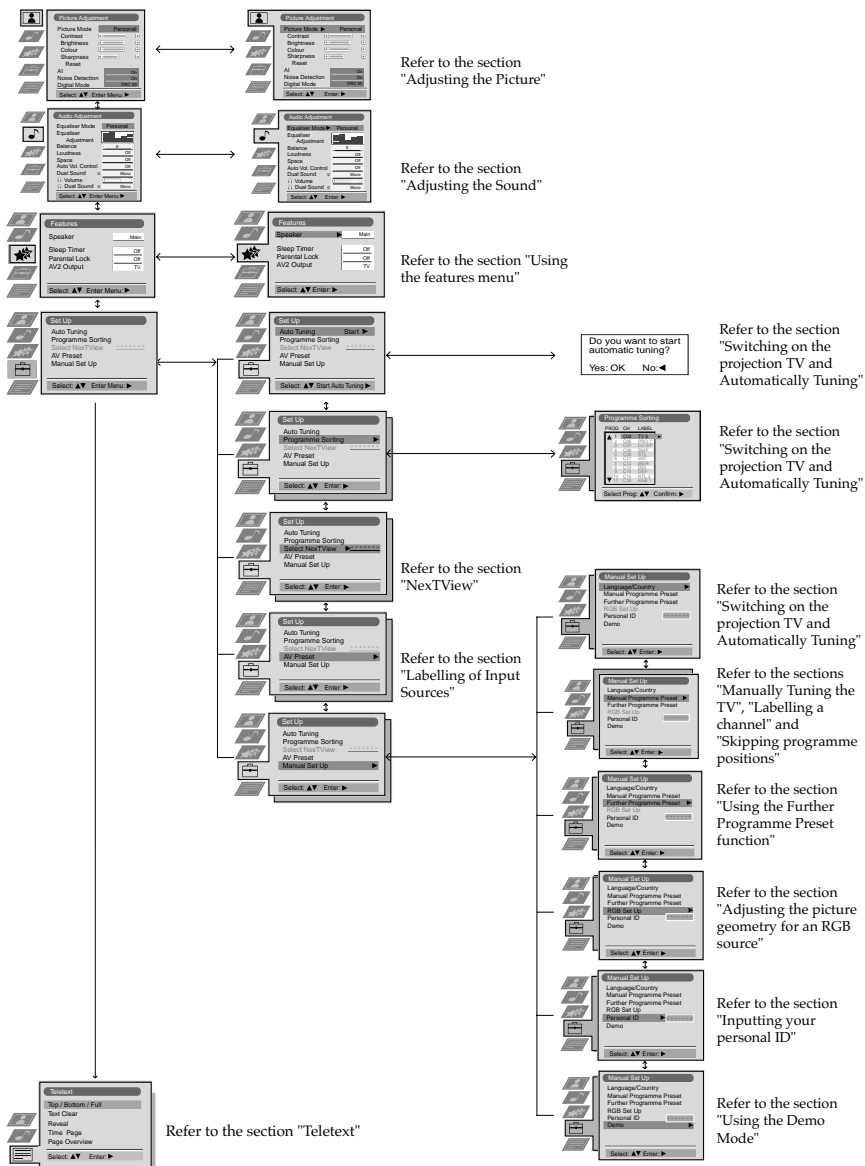 Picture Adjustment
Picture Mode Personal
Contrast
Brightness
Colour
Sharpness
Reset
AI On
Noise Detection On
Digital Mode DRC 50
Select: ▲▼ Enter Menu: ▶
Picture Adjustment
Picture Mode ▶ Personal
Contrast
Brightness
Colour
Sharpness
Reset
AI On
Noise Detection On
Digital Mode DRC 50
Select: ▲▼ Enter: ▶
Refer to the section
"Adjusting the Picture"
Audio Adjustment
Equaliser Mode Personal
Equaliser
Adjustment
Balance
Loudness Off
Space Off
Auto Vol. Control Off
Dual Sound Mono
Volume
Dual Sound Mono
Select: ▲▼ Enter Menu: ▶
Audio Adjustment
Equaliser Mode ▶ Personal
Equaliser
Adjustment
Balance
Loudness Off
Space Off
Auto Vol. Control Off
Dual Sound Mono
Volume
Dual Sound Mono
Select: ▲▼ Enter: ▶
Refer to the section
"Adjusting the Sound"
Features
Speaker Main
Sleep Timer Off
Parental Lock Off
AV2 Output TV
Select: ▲▼ Enter Menu: ▶
Features
Speaker ▶ Main
Sleep Timer Off
Parental Lock Off
AV2 Output TV
Select: ▲▼ Enter: ▶
Refer to the section "Using
the features menu"
Set Up
Auto Tuning
Programme Sorting
Select NexTView - - - - - -
AV Preset
Manual Set Up
Select: ▲▼ Enter Menu: ▶
Set Up
Auto Tuning Start ▶
Programme Sorting
Select NexTView - - - - - -
AV Preset
Manual Set Up
Select: ▲▼ Start Auto Tuning ▶
Do you want to start
automatic tuning?
Yes: OK No:◀
Refer to the section
"Switching on the
projection TV and
Automatically Tuning"
Set Up
Auto Tuning
Programme Sorting ▶
Select NexTView - - - - - -
AV Preset
Manual Set Up
Select: ▲▼ Enter: ▶
Programme Sorting
PROG CH LABEL
Select Prog: ▲▼ Confirm: ▶
Refer to the section
"Switching on the
projection TV and
Automatically Tuning"
Set Up
Auto Tuning
Programme Sorting
Select NexTView ▶ - - - - - -
AV Preset
Manual Set Up
Select: ▲▼ Enter: ▶
Refer to the section
"NexTView"
Set Up
Auto Tuning
Programme Sorting
Select NexTView - - - - - -
AV Preset ▶
Manual Set Up
Select: ▲▼ Enter: ▶
Refer to the section
"Labelling of Input
Sources"
Set Up
Auto Tuning
Programme Sorting
Select NexTView - - - - - -
AV Preset
Manual Set Up ▶
Select: ▲▼ Enter: ▶
Manual Set Up
Language/Country ▶
Manual Programme Preset
Further Programme Preset
RGB Set Up
Personal ID
Demo
Select: ▲▼ Enter: ▶
Refer to the section
"Switching on the
projection TV and
Automatically Tuning"
Manual Set Up
Language/Country
Manual Programme Preset ▶
Further Programme Preset
RGB Set Up
Personal ID
Demo
Select: ▲▼ Enter: ▶
Refer to the sections
"Manually Tuning the
TV", "Labelling a
channel" and
"Skipping programme
positions"
Manual Set Up
Language/Country
Manual Programme Preset
Further Programme Preset ▶
RGB Set Up
Personal ID
Demo
Select: ▲▼ Enter: ▶
Refer to the section
"Using the Further
Programme Preset
function"
Manual Set Up
Language/Country
Manual Programme Preset
Further Programme Preset
RGB Set Up ▶
Personal ID
Demo
Select: ▲▼ Enter: ▶
Refer to the section
"Adjusting the picture
geometry for an RGB
source"
Manual Set Up
Language/Country
Manual Programme Preset
Further Programme Preset
RGB Set Up
Personal ID ▶
Demo
Select: ▲▼ Enter: ▶
Refer to the section
"Inputting your
personal ID"
Manual Set Up
Language/Country
Manual Programme Preset
Further Programme Preset
RGB Set Up
Personal ID
Demo ▶
Select: ▲▼ Enter: ▶
Refer to the section
"Using the Demo
Mode"
Teletext
Top / Bottom / Full
Text Clear
Reveal
Time Page
Page Overview
Select: ▲▼ Enter: ▶
Refer to the section "Teletext"